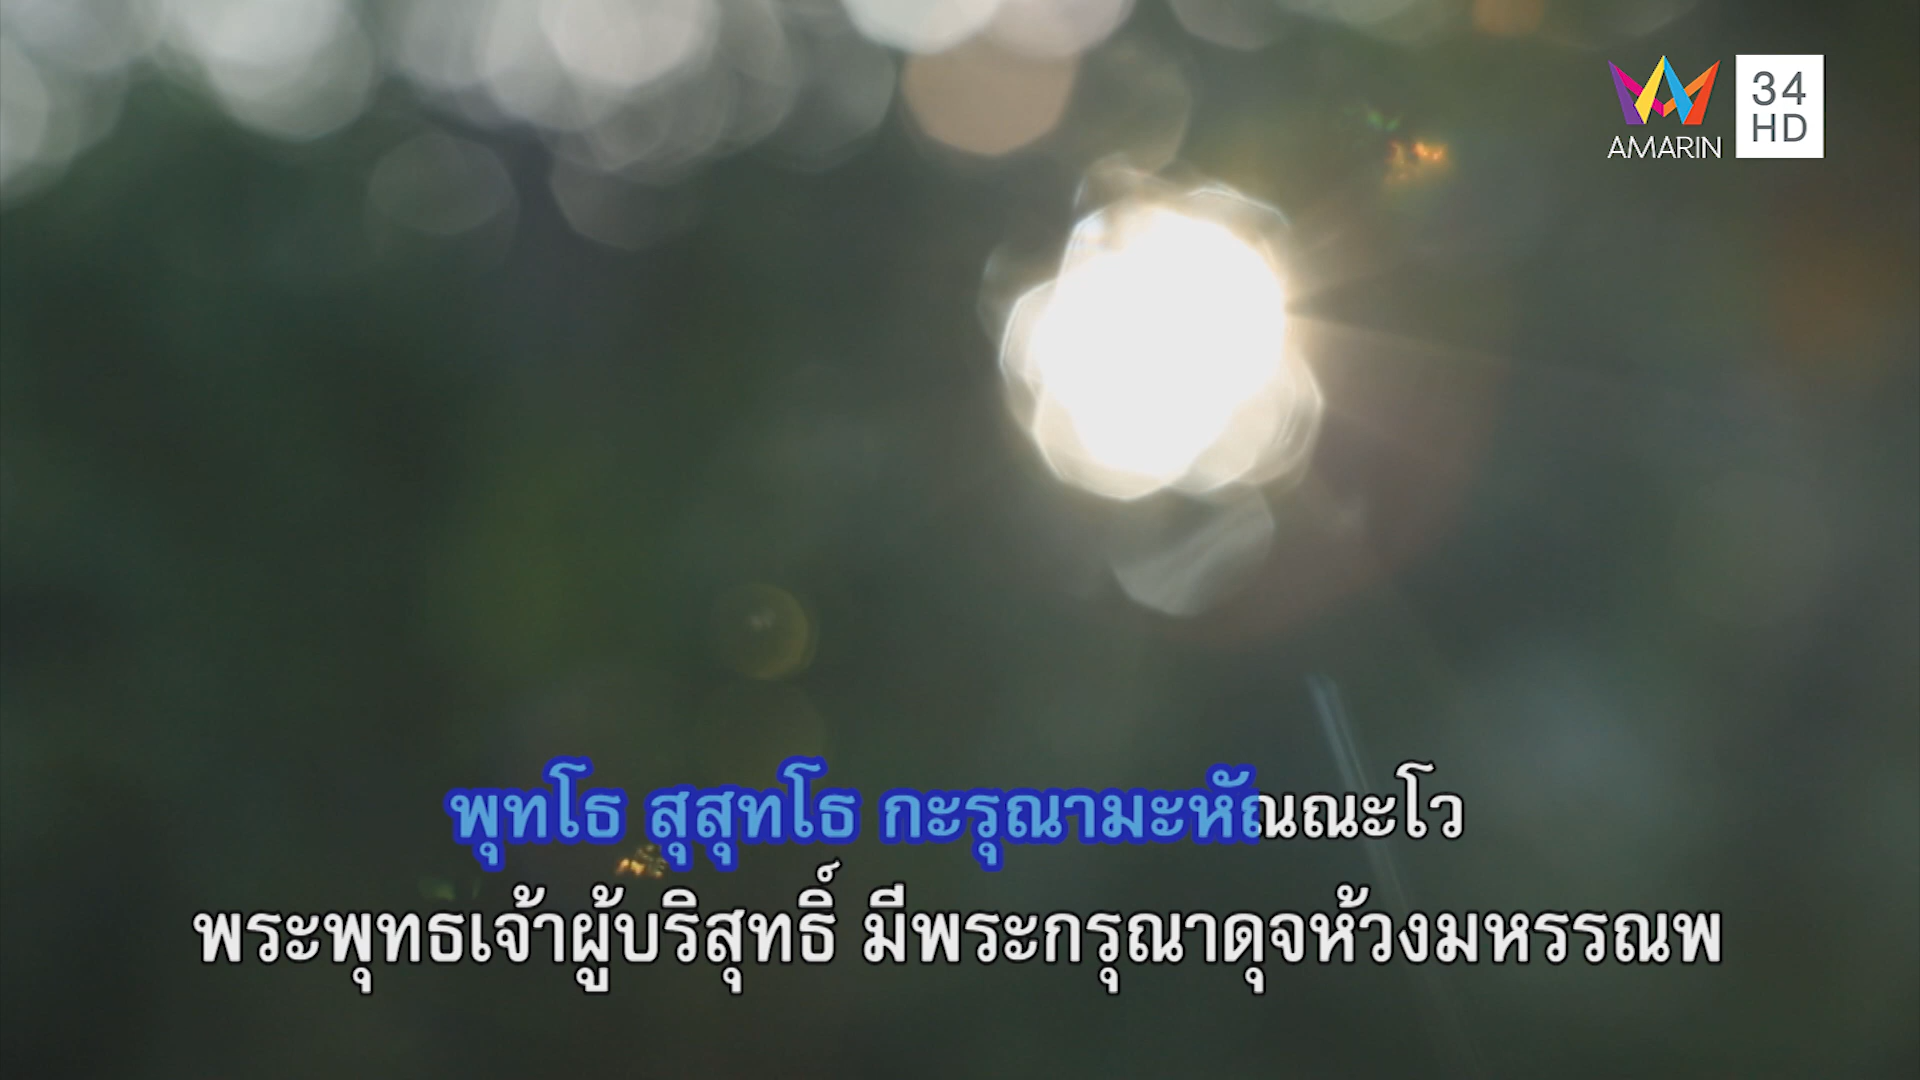 AMARIN
34
HD
พุทโธ สุสุทโธ กะรุณามะหัณณะโว
พระพุทธเจ้าผู้บริสุทธิ์ มีพระกรุณาดุจห้วงมหรรณพ